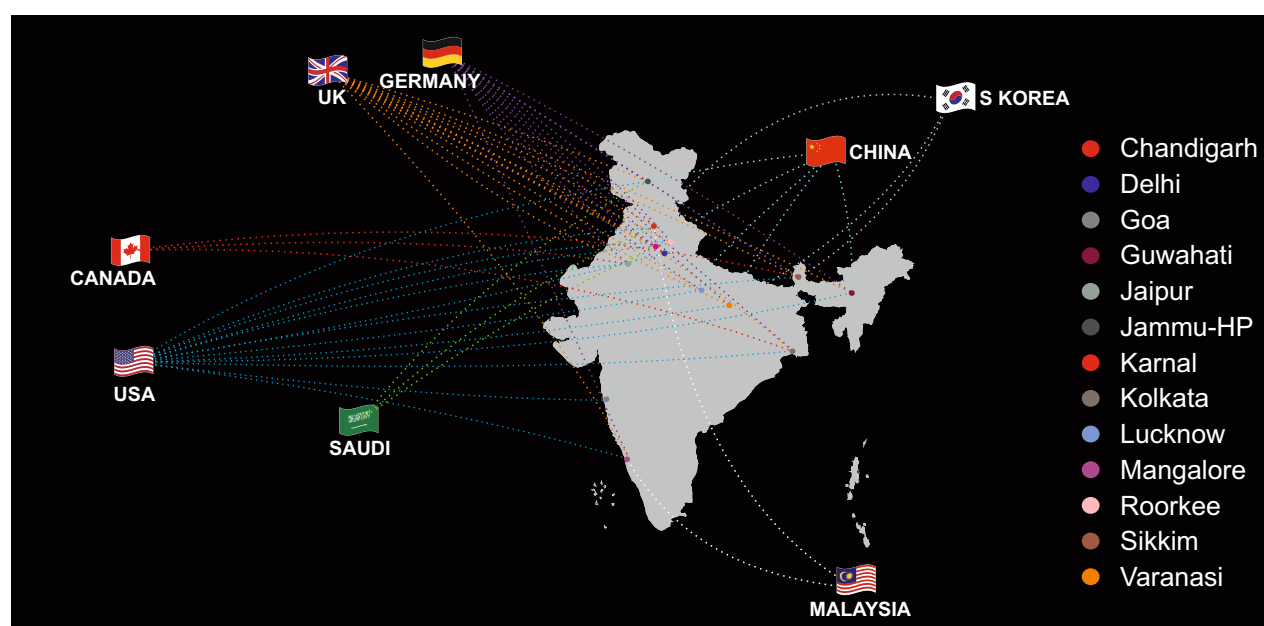 GERMANY
UK
S KOREA
CHINA
CANADA
USA
SAUDI
MALAYSIA
Chandigarh
Delhi
Goa
Guwahati
Jaipur
Jammu-HP
Karnal
Kolkata
Lucknow
Mangalore
Roorkee
Sikkim
Varanasi